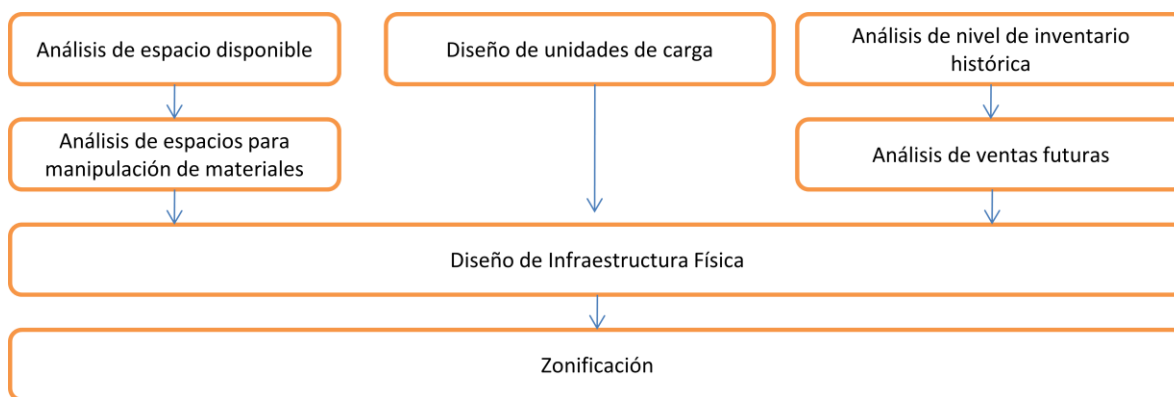 Análisis de espacio disponible
Diseño de unidades de carga
Análisis de nivel de inventario
histórica
Análisis de espacios para
manipulación de materiales
Análisis de ventas futuras
Diseño de Infraestructura Física
Zonificación